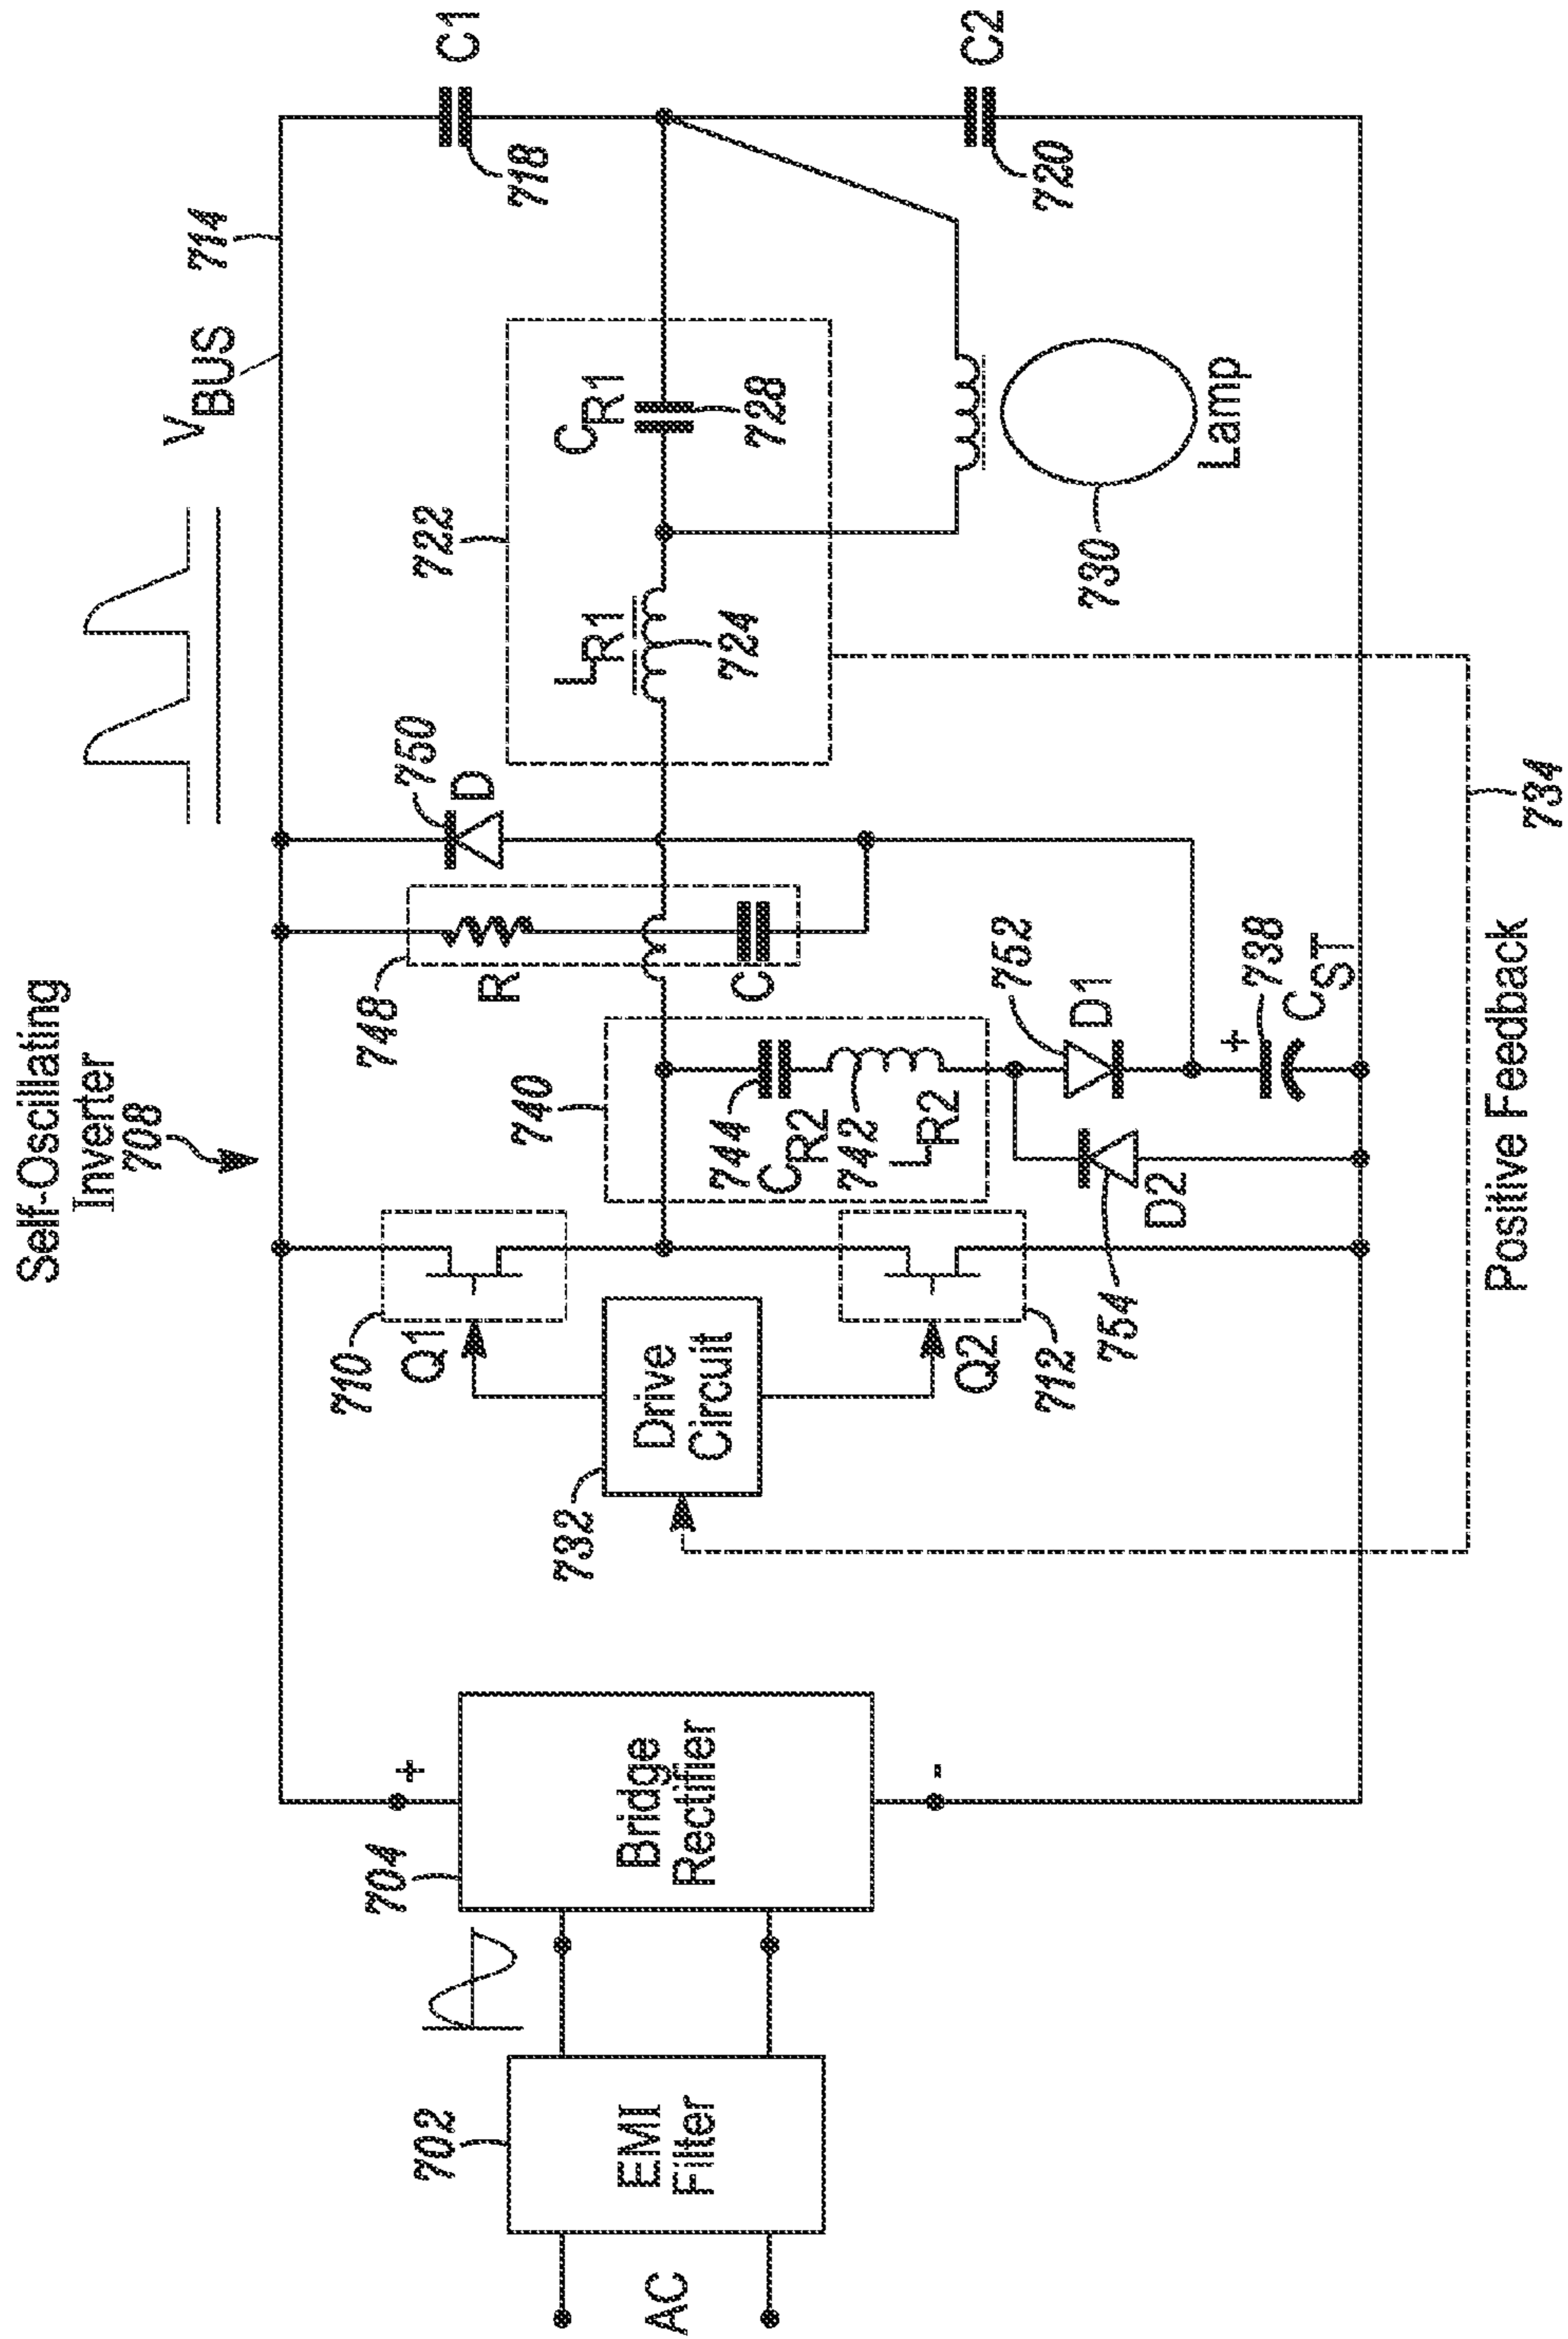 Self-Oscillating
Inverter
708
V BUS
714
AC
702
EMI
Filter
704
+
Bridge
Rectifier
-
710
Q1
732
Drive
Circuit
Q2
712
740
744
C R2
742
L R2
748
R
C
750
D
752
D1
754
D2
738
+
C ST
722
L R1
724
C R1
728
730
Lamp
718
C1
720
C2
Positive Feedback
734